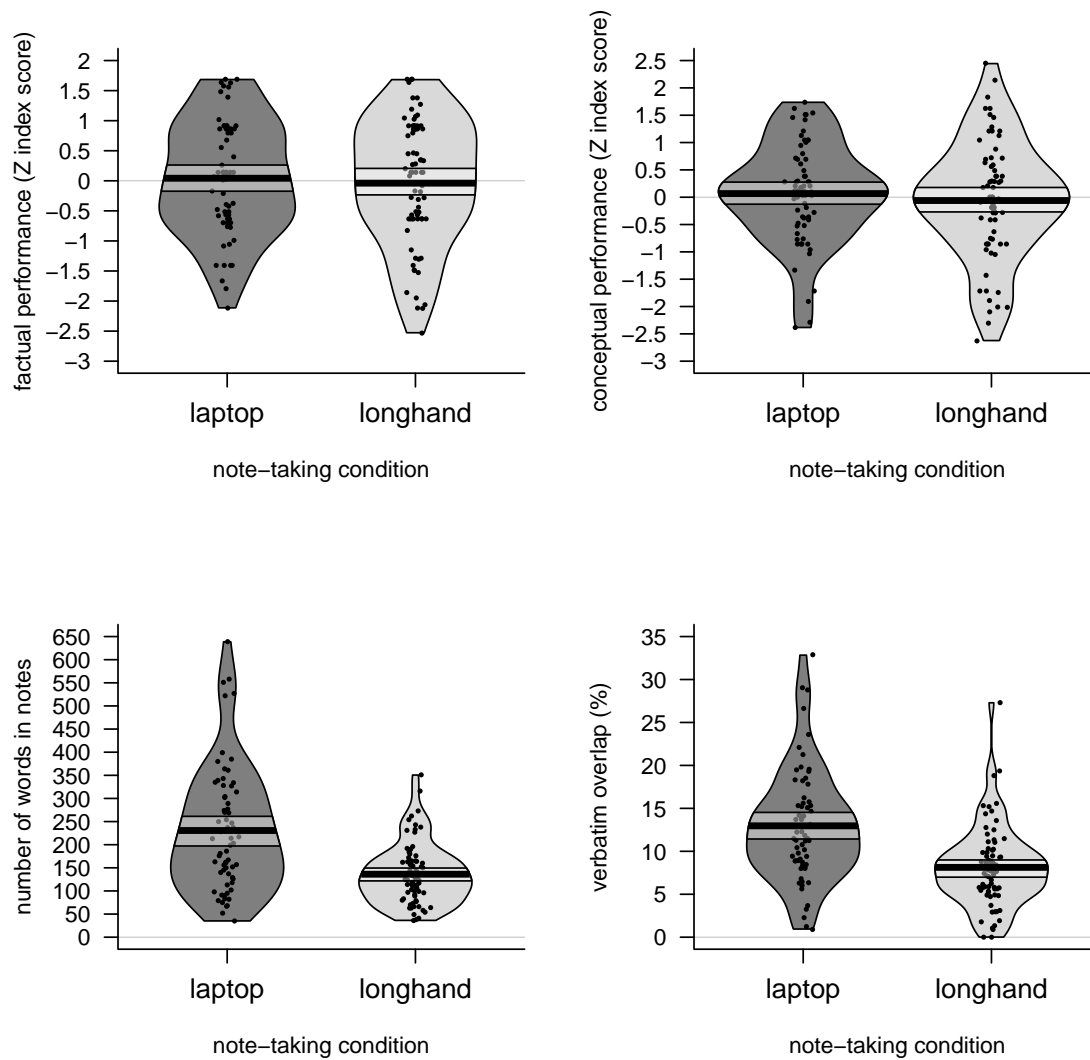 factual performance (Z index score)
2
1.5
1
0.5
0
−0.5
−1
−1.5
−2
−2.5
−3
laptop
longhand
note−taking condition
conceptual performance (Z index score)
2.5
2
1.5
1
0.5
0
−0.5
−1
−1.5
−2
−2.5
−3
laptop
longhand
note−taking condition
number of words in notes
650
600
550
500
450
400
350
300
250
200
150
100
50
0
laptop
longhand
note−taking condition
verbatim overlap (%)
35
30
25
20
15
10
5
0
laptop
longhand
note−taking condition